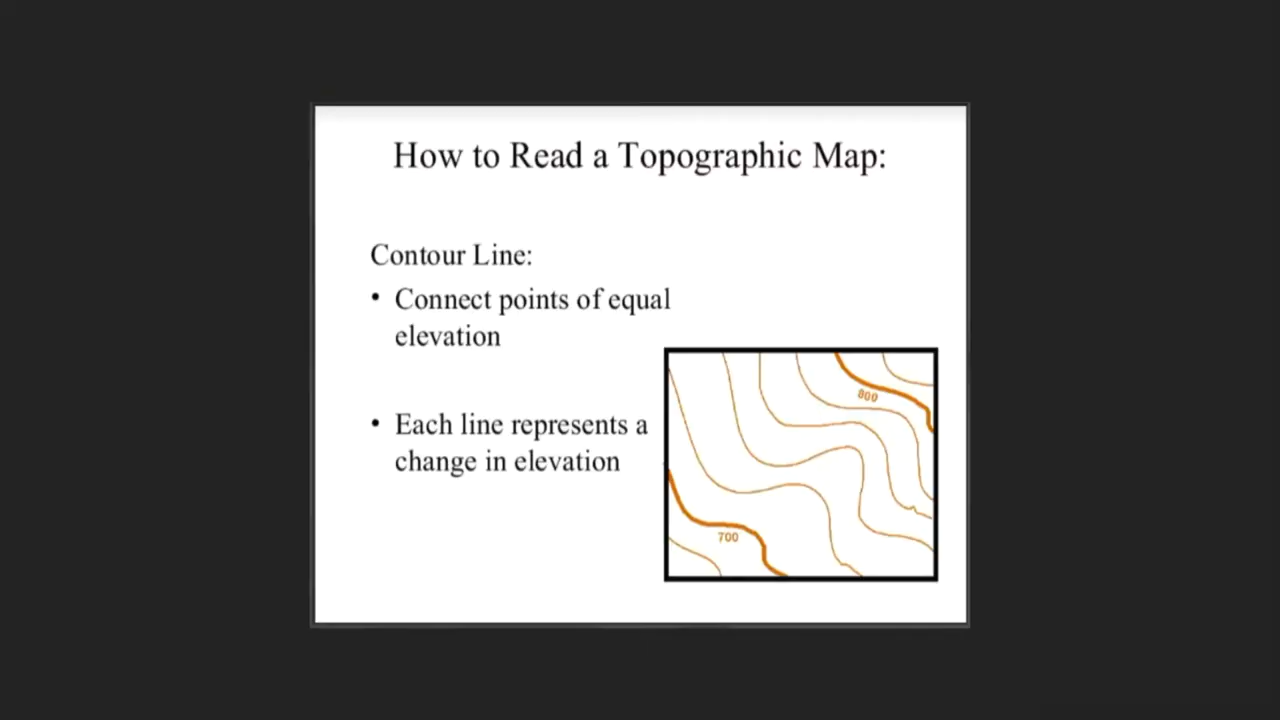 How to Read a Topographic Map:
Contour Line:
• Connect points of equal
elevation
• Each line represents a
change in elevation
800
700